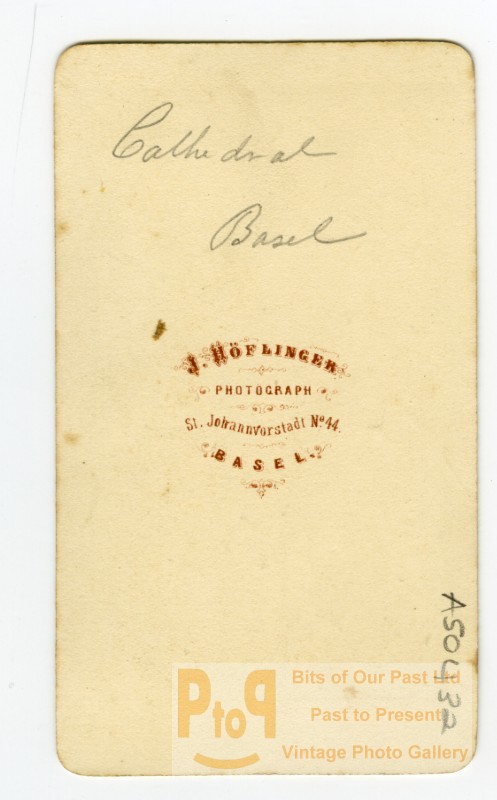 Cathedral
Basel
J. HÖFLINGER
PHOTOGRAPH
St. Johannvorstadt Nº 44.
BASEL.
A50432
PtoP
Bits of Our Past Ltd
Past to Present
Vintage Photo Gallery